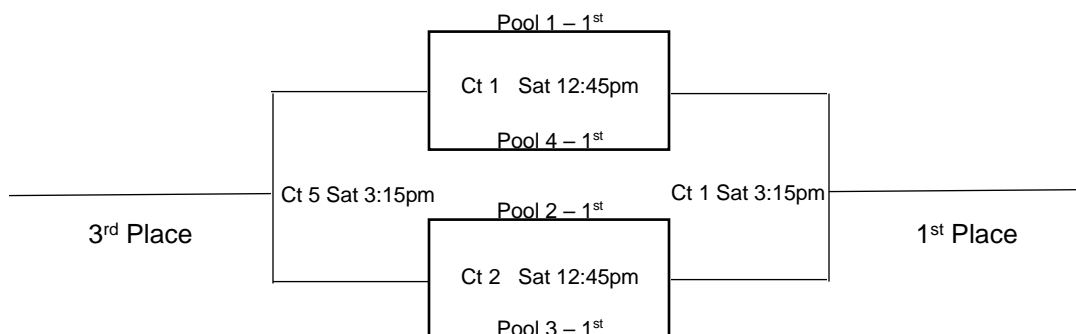 Pool 1 – 1st
Ct 1 Sat 12:45pm
Pool 4 – 1st
Ct 5 Sat 3:15pm
Ct 1 Sat 3:15pm
Pool 2 – 1st
3rd Place
1st Place
Ct 2 Sat 12:45pm
Pool 3 – 1st